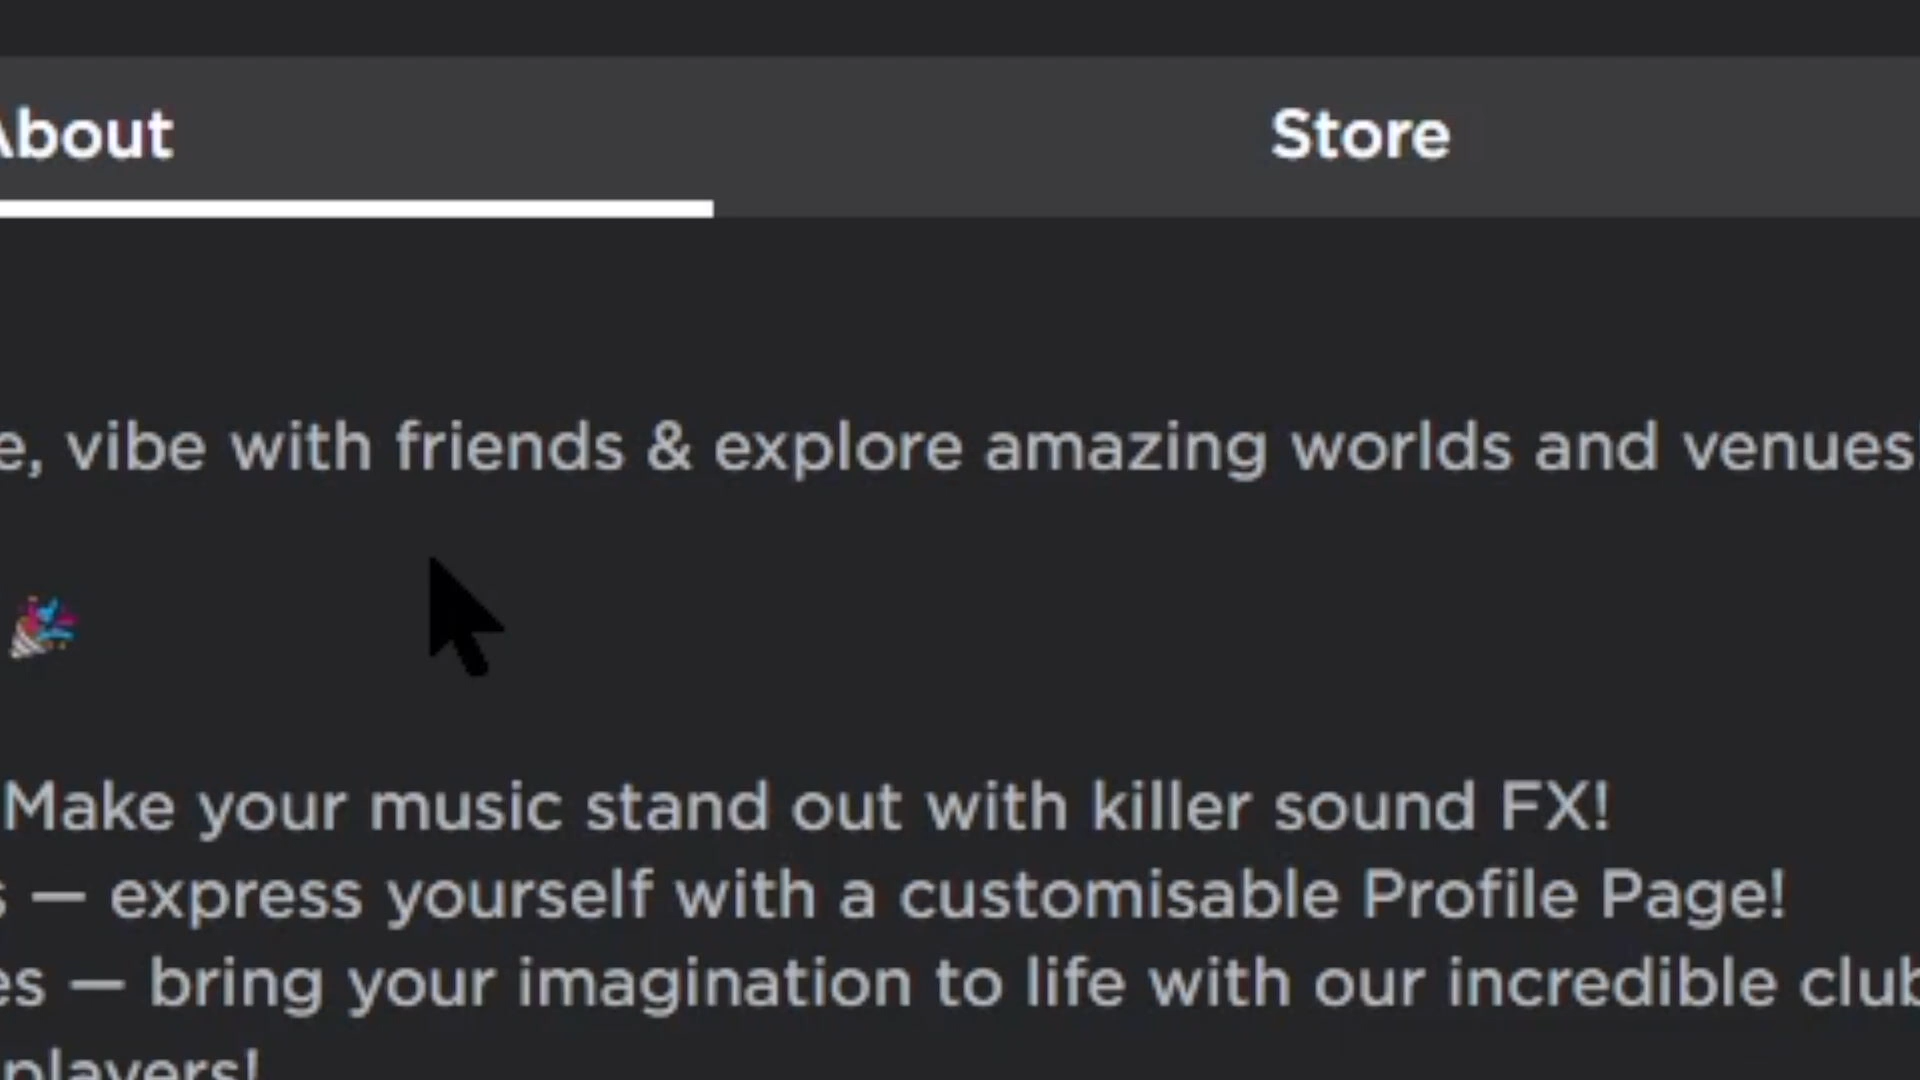 About
Store
e, vibe with friends & explore amazing worlds and venues
🎉
Make your music stand out with killer sound FX!
s — express yourself with a customisable Profile Page!
es — bring your imagination to life with our incredible club
players!